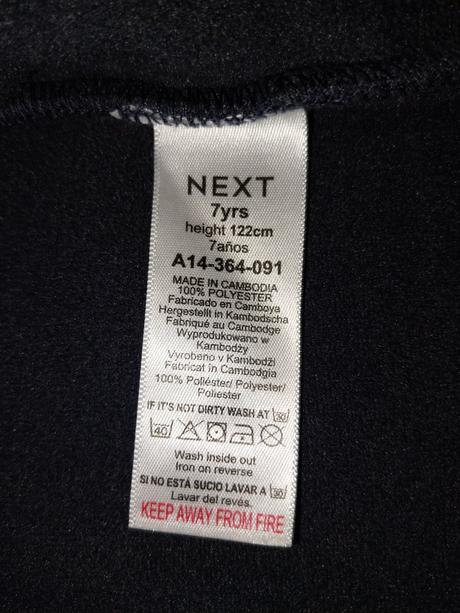 NEXT
7yrs
height 122cm
7años
A14-364-091
MADE IN CAMBODIA
100% POLYESTER
Fabricado en Camboya
Hergestellt in Kambodscha
Fabriqué au Cambodge
Wyprodukowano w
Kambodży
Vyrobeno v Kambodži
Fabricat în Cambodgia
100% Poliéster/ Polyester/
Poliester
IF IT'S NOT DIRTY WASH AT 30
40
Wash inside out
Iron on reverse
SI NO ESTÁ SUCIO LAVAR A 30
Lavar del revés
KEEP AWAY FROM FIRE